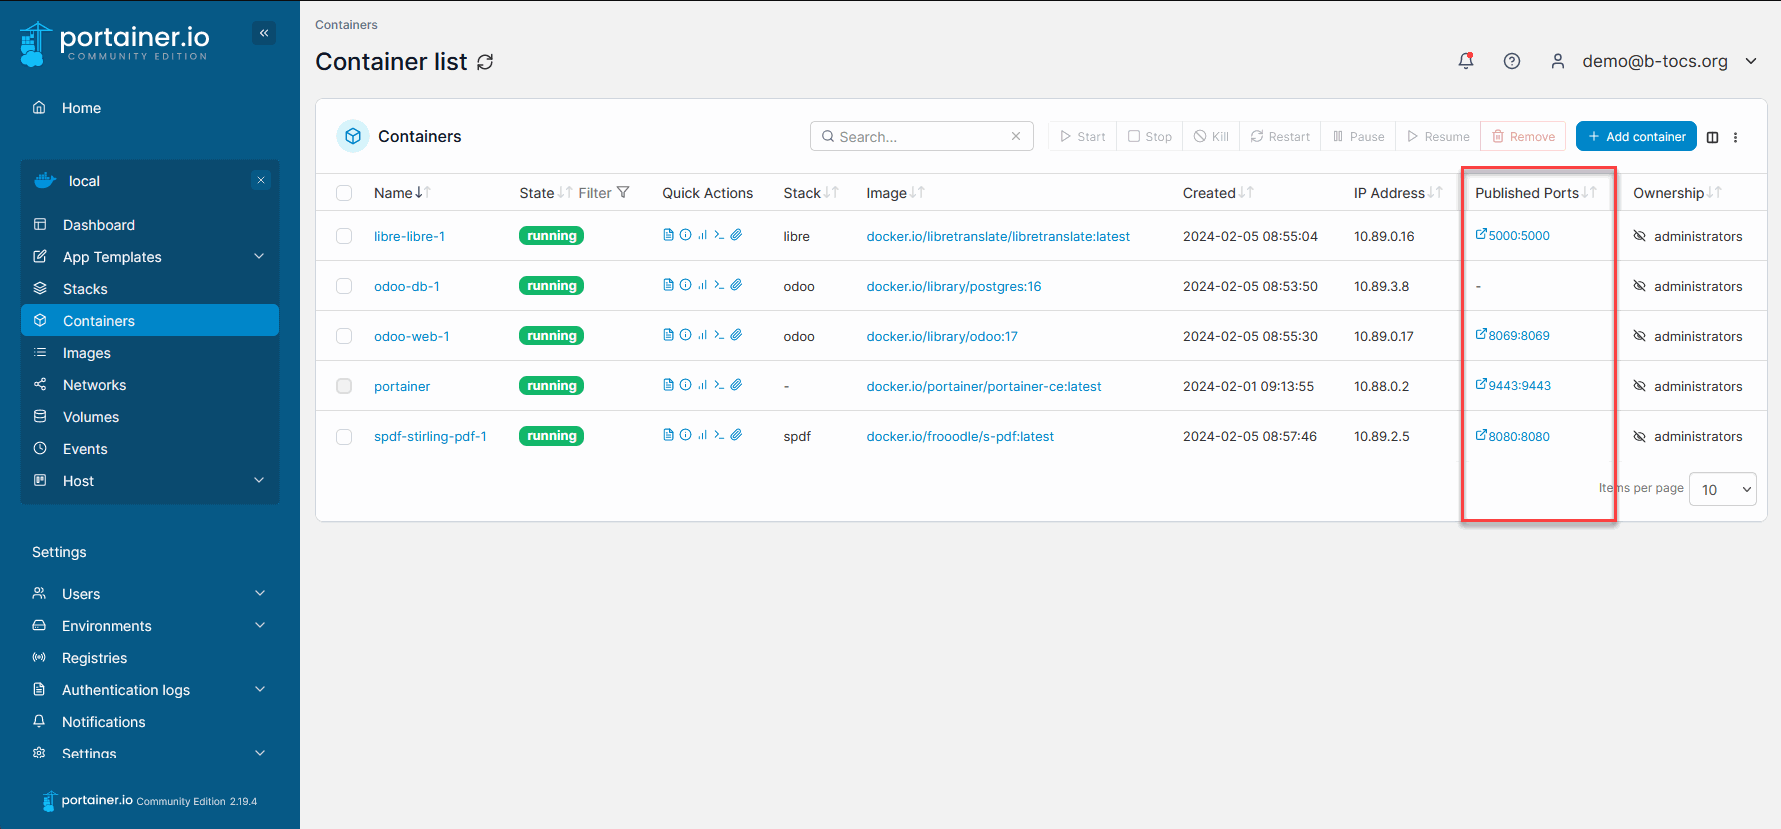 portainer.io
COMMUNITY EDITION
Home
local
Dashboard
App Templates
Stacks
Containers
Images
Networks
Volumes
Events
Host
Settings
Users
Environments
Registries
Authentication logs
Notifications
Settings
portainer.io Community Edition 2.19.4
Containers
Container list
demo@b-tocs.org
Containers
Search...
Start Stop Kill Restart Pause Resume Remove
Add container
Name State Filter Quick Actions Stack Image Created IP Address Published Ports Ownership
libre-libre-1 running libre docker.io/libretranslate/libretranslate:latest 2024-02-05 08:55:04 10.89.0.16 5000:5000 administrators
odoo-db-1 running odoo docker.io/library/postgres:16 2024-02-05 08:53:50 10.89.3.8 - administrators
odoo-web-1 running odoo docker.io/library/odoo:17 2024-02-05 08:55:30 10.89.0.17 8069:8069 administrators
portainer running - docker.io/portainer/portainer-ce:latest 2024-02-01 09:13:55 10.88.0.2 9443:9443 administrators
spdf-stirling-pdf-1 running spdf docker.io/frooodle/s-pdf:latest 2024-02-05 08:57:46 10.89.2.5 8080:8080 administrators
Items per page 10